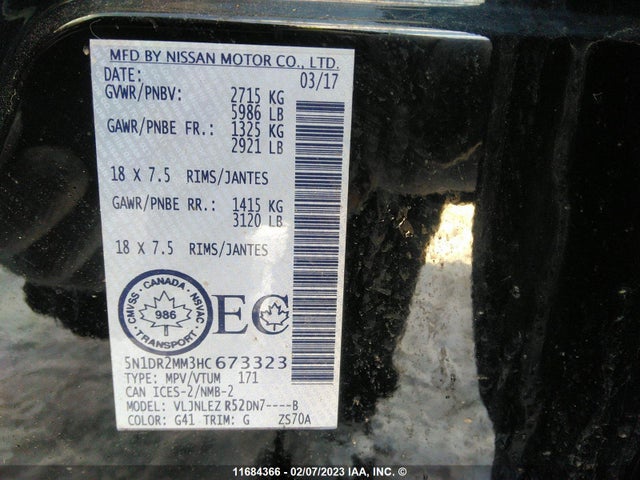 MFD BY NISSAN MOTOR CO., LTD.
DATE: 03/17
GVWR/PNBV: 2715 KG
5986 LB
GAWR/PNBE FR.: 1325 KG
2921 LB
18 X 7.5 RIMS/JANTES
GAWR/PNBE RR.: 1415 KG
3120 LB
18 X 7.5 RIMS/JANTES
CANADA
CMVSS NSVAC
986
TRANSPORT
EC
5N1DR2MM3HC673323
TYPE: MPV/VTUM 171
CAN ICES-2/NMB-2
MODEL: VLJNLEZ R52DN7----B
COLOR: G41 TRIM: G ZS70A
11684366 - 02/07/2023 IAA, INC. ©